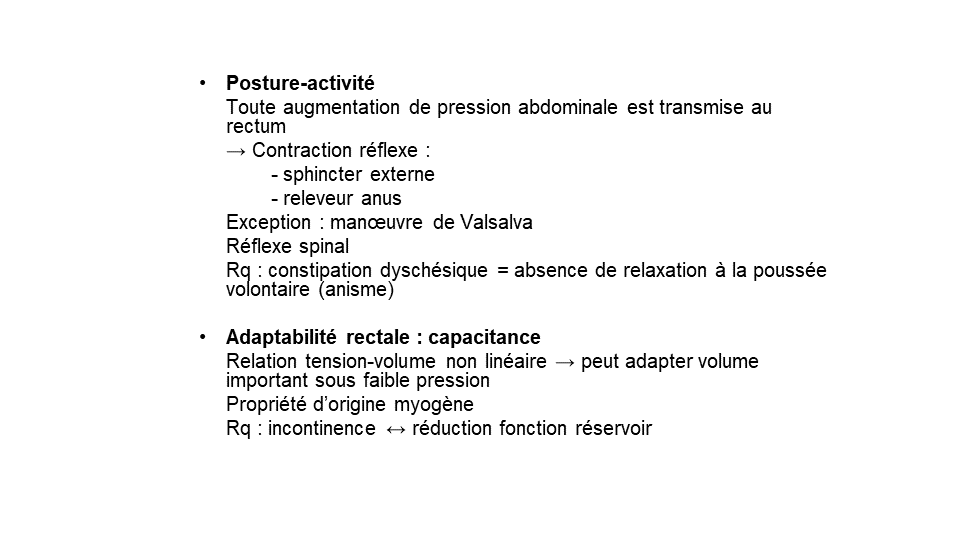 • Posture-activité
Toute augmentation de pression abdominale est transmise au
rectum
→ Contraction réflexe :
- sphincter externe
- releveur anus
Exception : manœuvre de Valsalva
Réflexe spinal
Rq : constipation dyschésique = absence de relaxation à la poussée
volontaire (anisme)
• Adaptabilité rectale : capacitance
Relation tension-volume non linéaire → peut adapter volume
important sous faible pression
Propriété d’origine myogène
Rq : incontinence ↔ réduction fonction réservoir